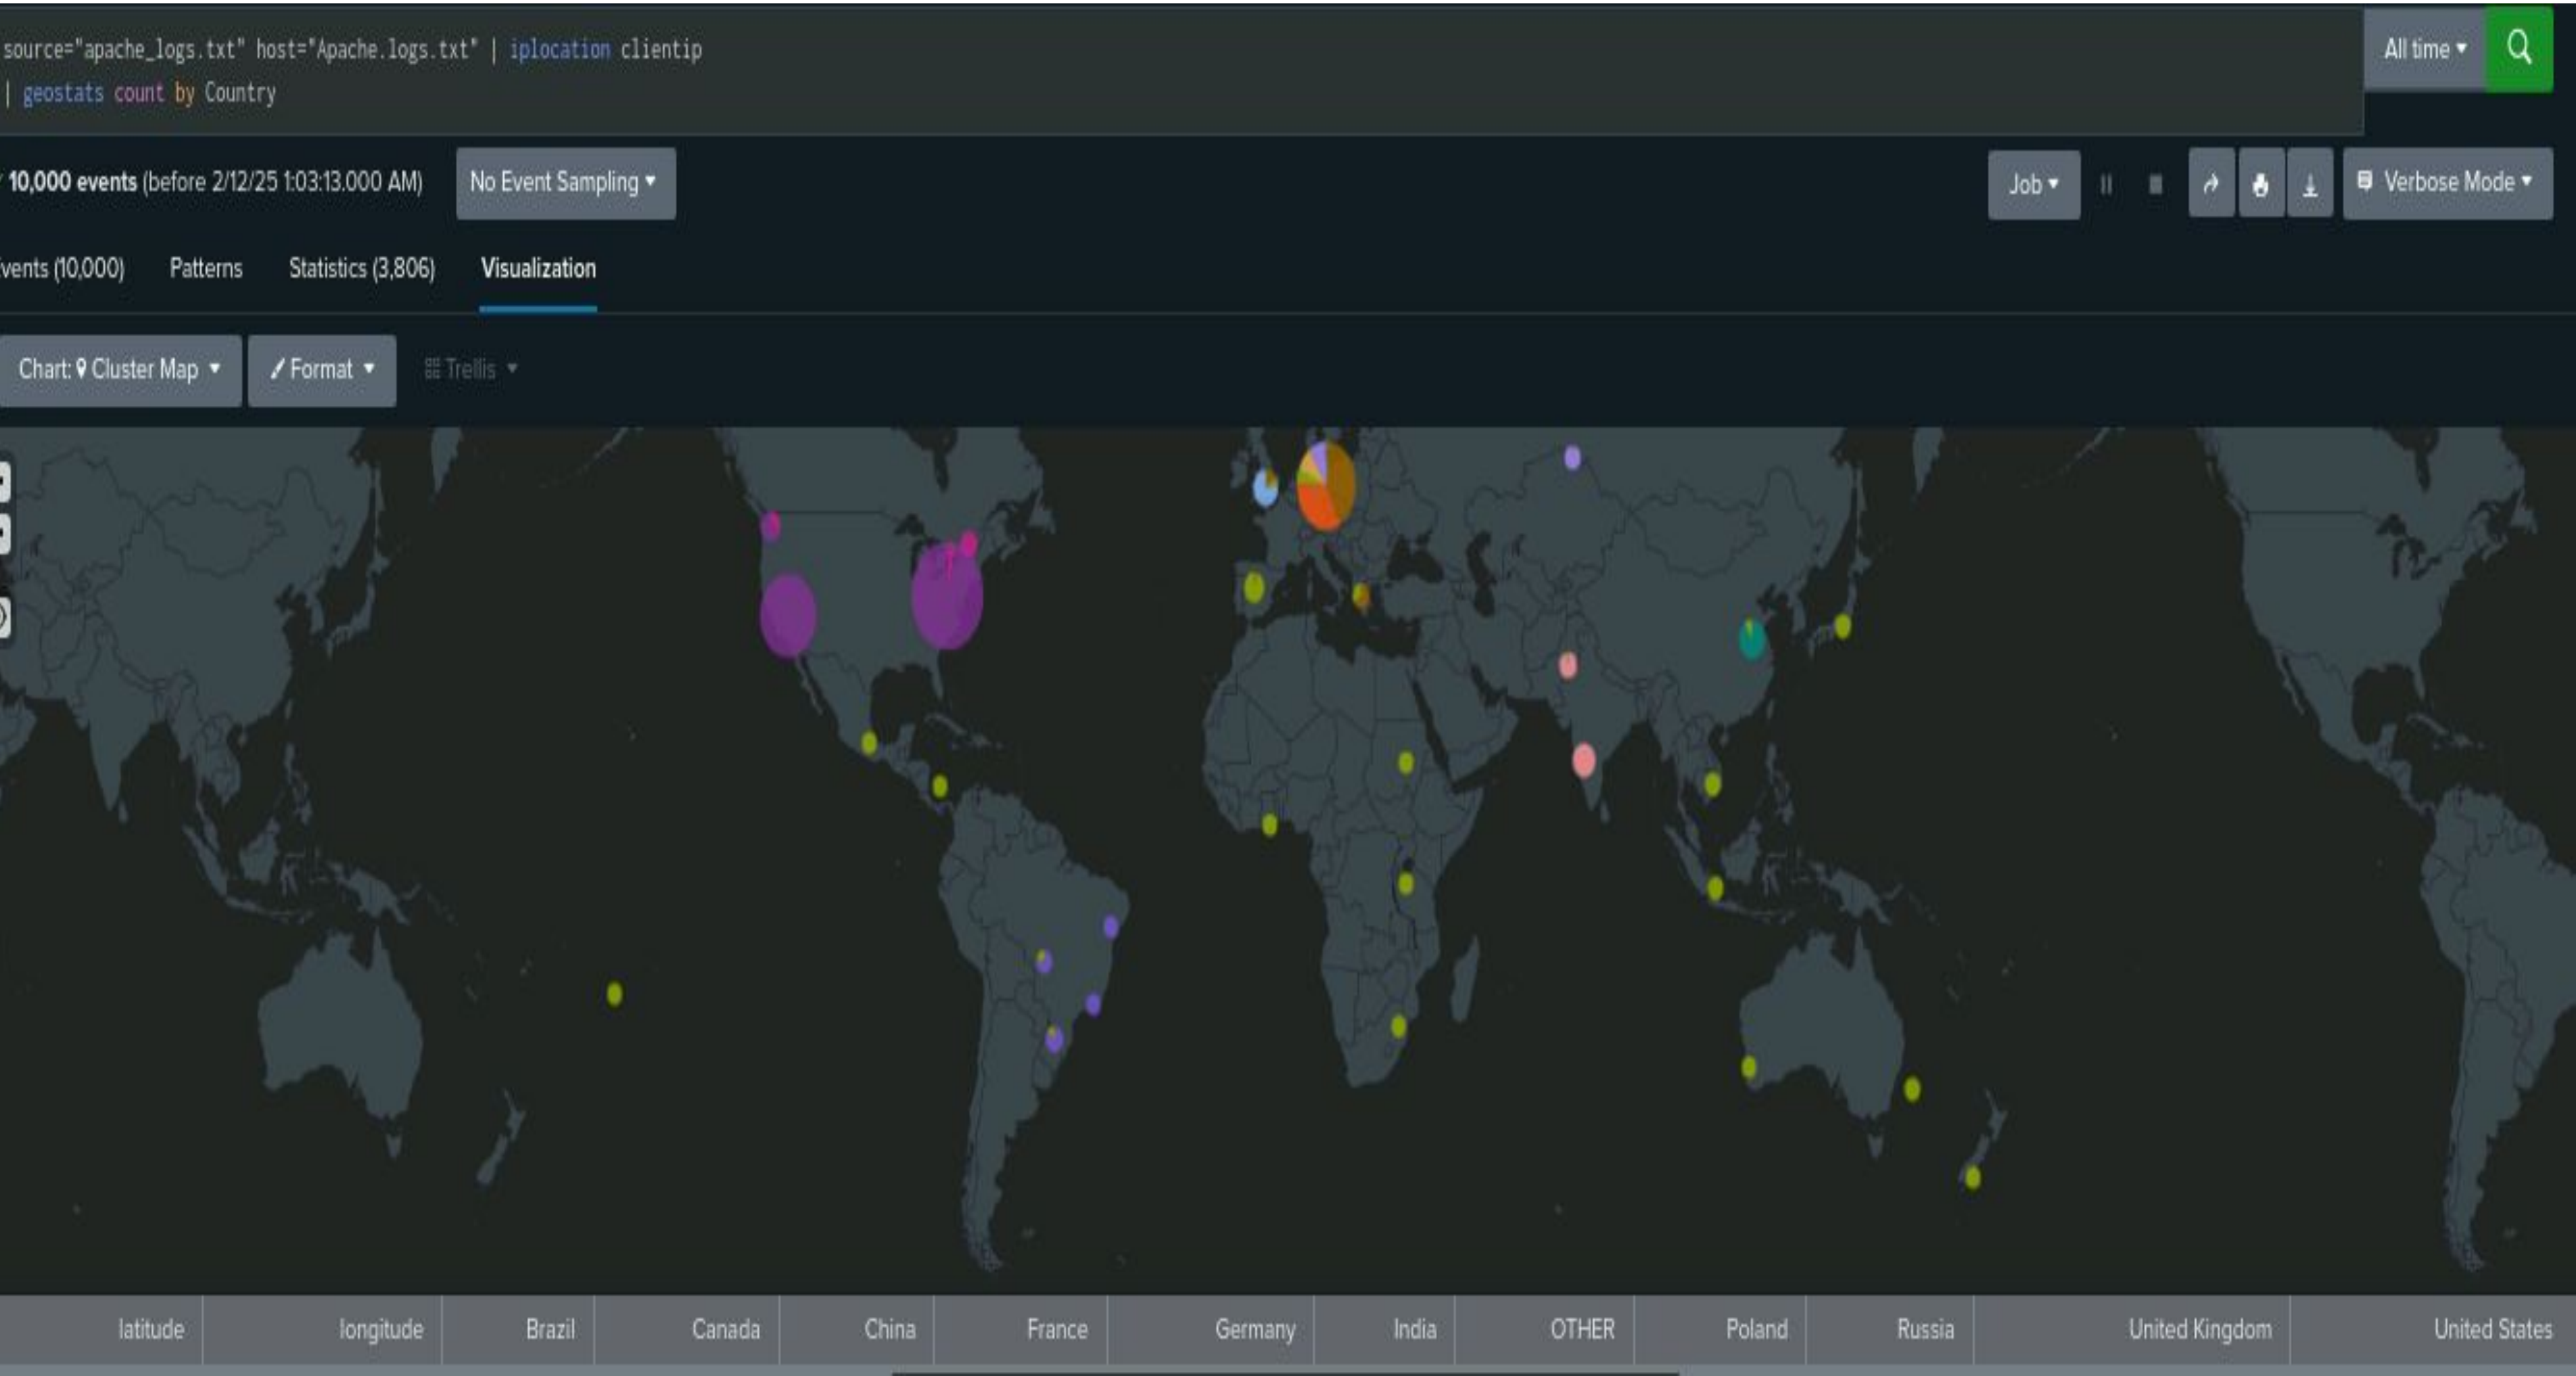 source="apache_logs.txt" host="Apache.logs.txt" | iplocation clientip
All time
| geostats count by Country
10,000 events (before 2/12/25 1:03:13.000 AM)
No Event Sampling
Job
Verbose Mode
vents (10,000)
Patterns
Statistics (3,806)
Visualization
Chart: Cluster Map
Format
Trellis
latitude
longitude
Brazil
Canada
China
France
Germany
India
OTHER
Poland
Russia
United Kingdom
United States